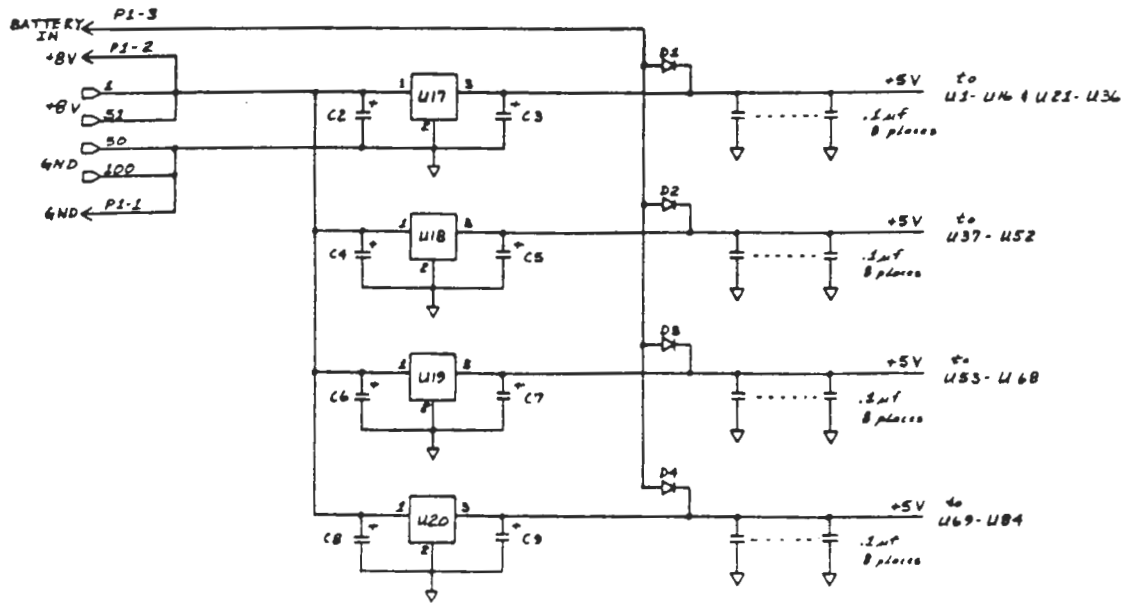 BATTERY IN P1-3
+8V P1-2
1
+8V
51
50
GND
100
GND P1-1
D1
1 U17 3
2
C2 +
+ C3
+5V to
U1-U16 & U21-U36
.1µf
8 places
D2
1 U18 3
2
C4 +
+ C5
+5V to
U37-U52
.1µf
8 places
D3
1 U19 3
2
C6 +
+ C7
+5V to
U53-U68
.1µf
8 places
D4
1 U20 3
2
C8 +
+ C9
+5V to
U69-U84
.1µf
8 places